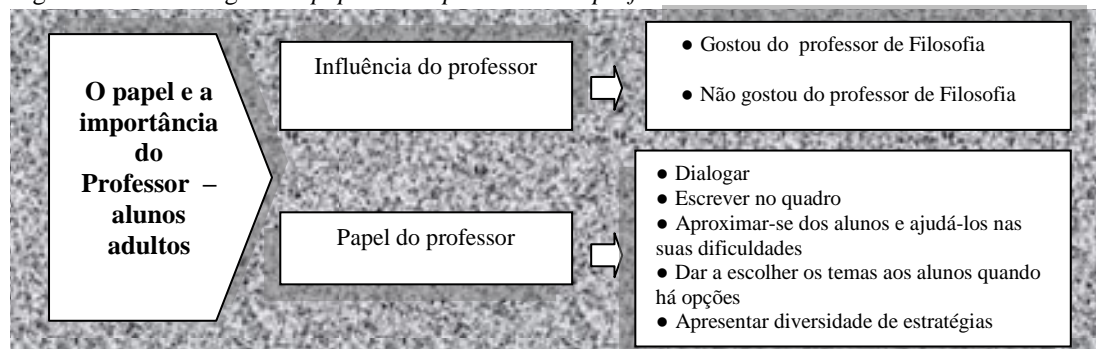 O papel e a
importância
do
Professor –
alunos
adultos
Influência do professor
● Gostou do professor de Filosofia
● Não gostou do professor de Filosofia
Papel do professor
● Dialogar
● Escrever no quadro
● Aproximar-se dos alunos e ajudá-los nas
suas dificuldades
● Dar a escolher os temas aos alunos quando
há opções
● Apresentar diversidade de estratégias